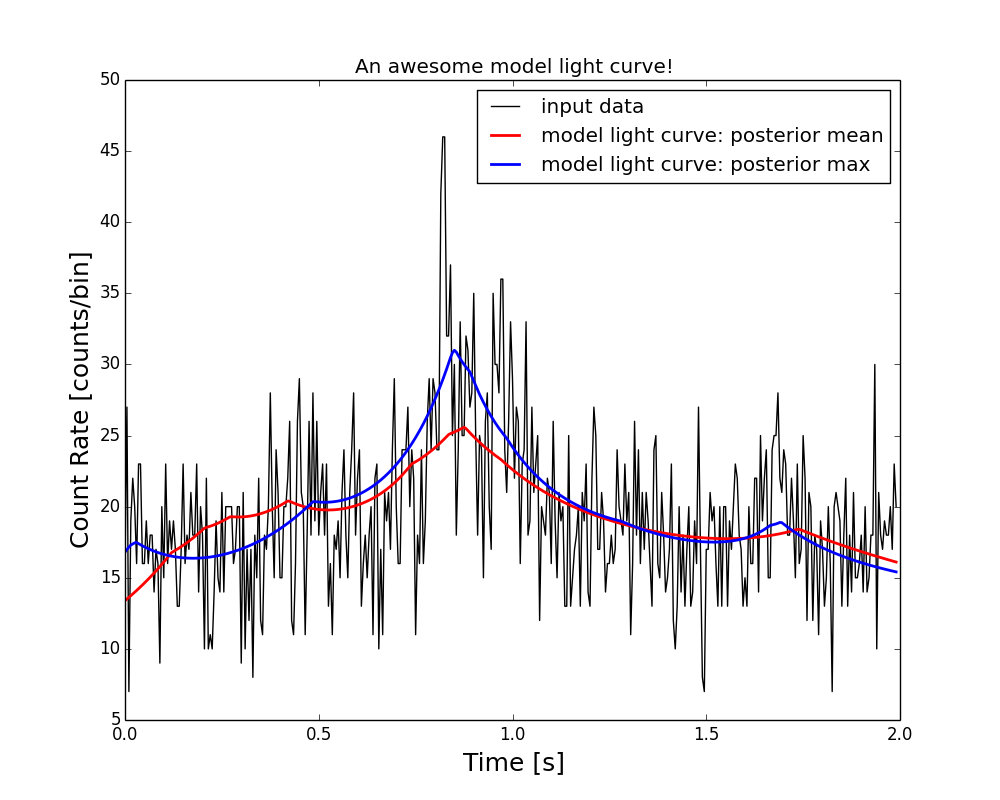 An awesome model light curve!
input data
model light curve: posterior mean
model light curve: posterior max
Count Rate [counts/bin]
50
45
40
35
30
25
20
15
10
5
0.0 0.5 1.0 1.5 2.0
Time [s]